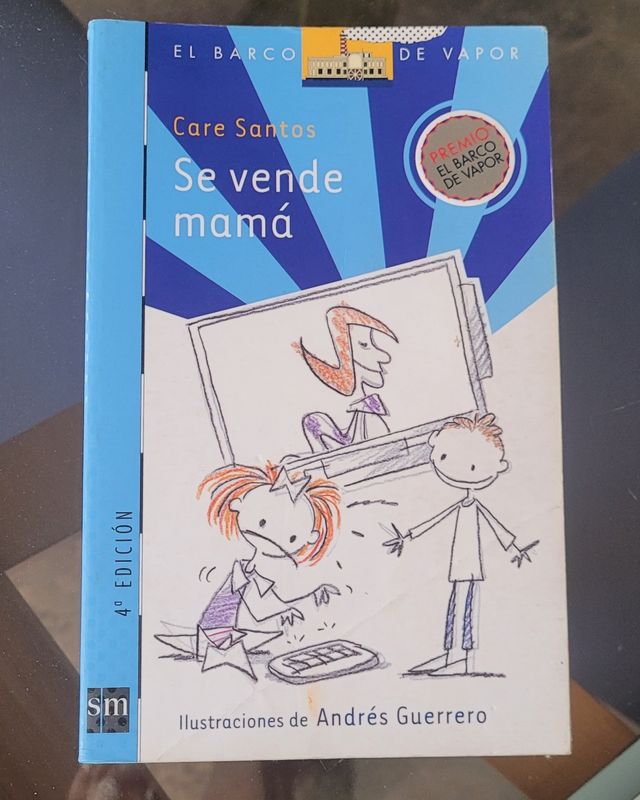 EL BARCO DE VAPOR
Care Santos
Se vende
mamá
PREMIO
EL BARCO
DE VAPOR
4º EDICIÓN
sm
Ilustraciones de Andrés Guerrero